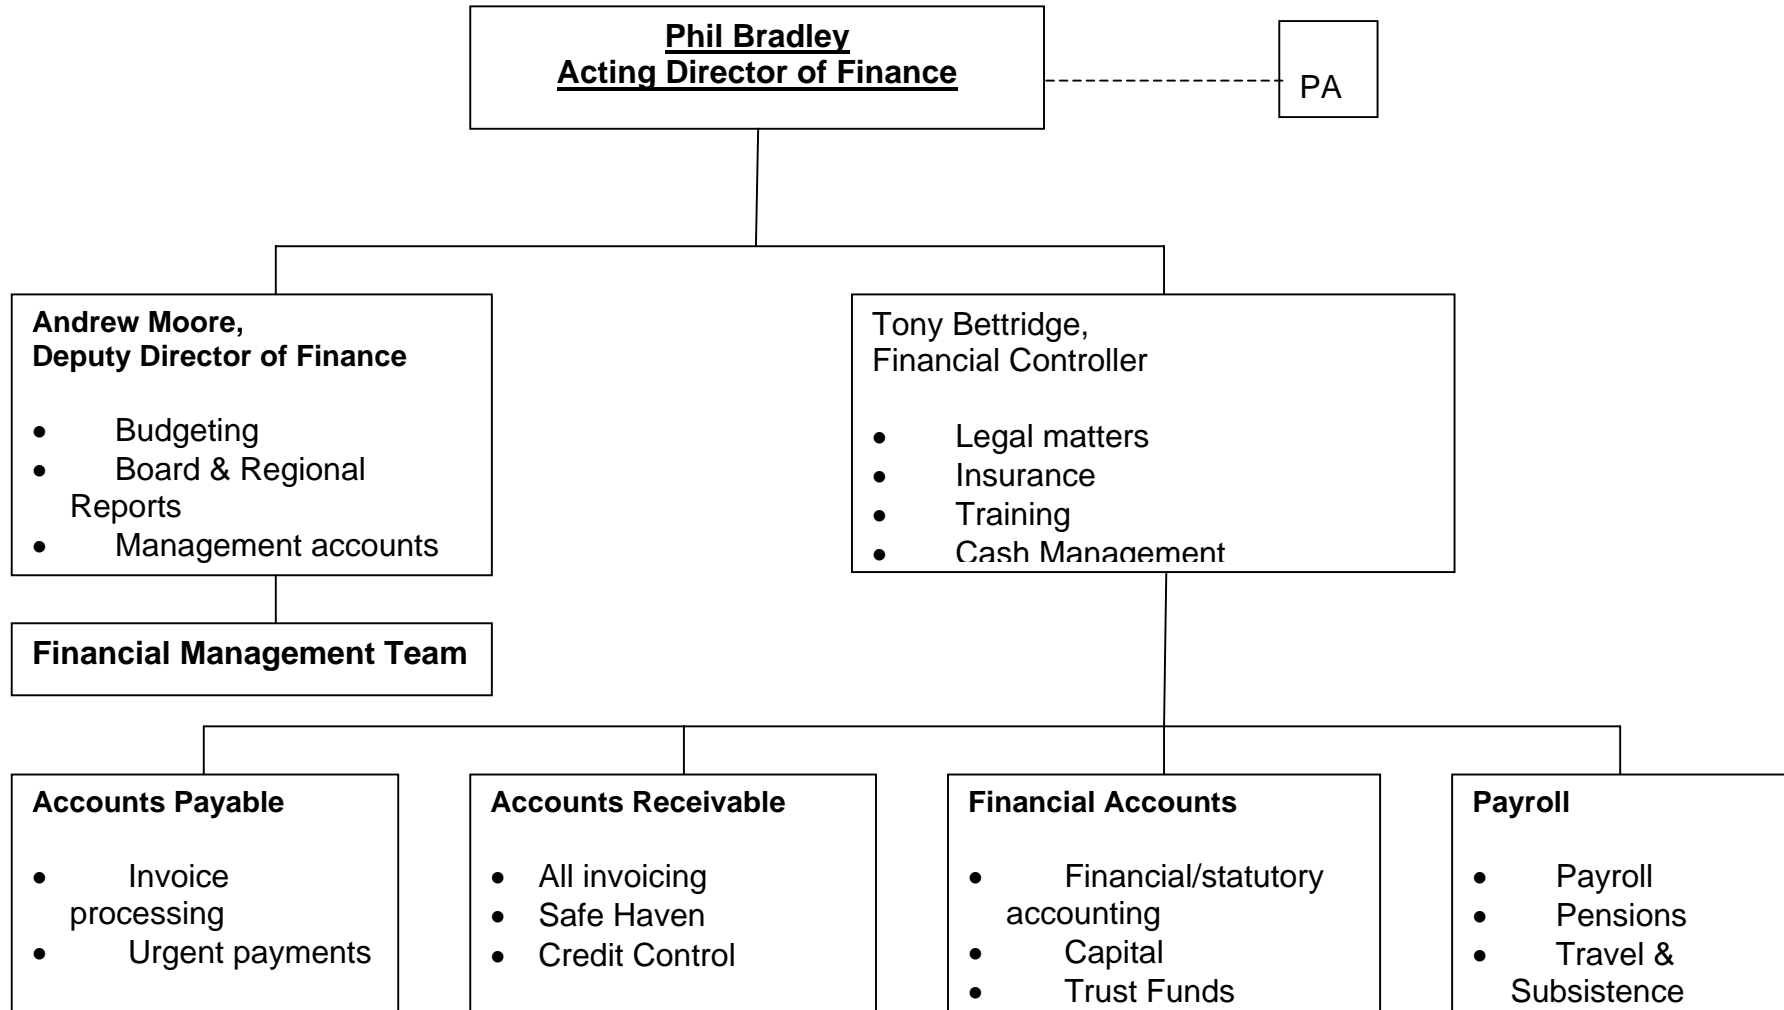 Phil Bradley
Acting Director of Finance
PA
Andrew Moore,
Deputy Director of Finance
• Budgeting
• Board & Regional
Reports
• Management accounts
Tony Bettridge,
Financial Controller
• Legal matters
• Insurance
• Training
• Cash Management
Financial Management Team
Accounts Payable
• Invoice
processing
• Urgent payments
Accounts Receivable
• All invoicing
• Safe Haven
• Credit Control
Financial Accounts
• Financial/statutory
accounting
• Capital
• Trust Funds
Payroll
• Payroll
• Pensions
• Travel &
Subsistence